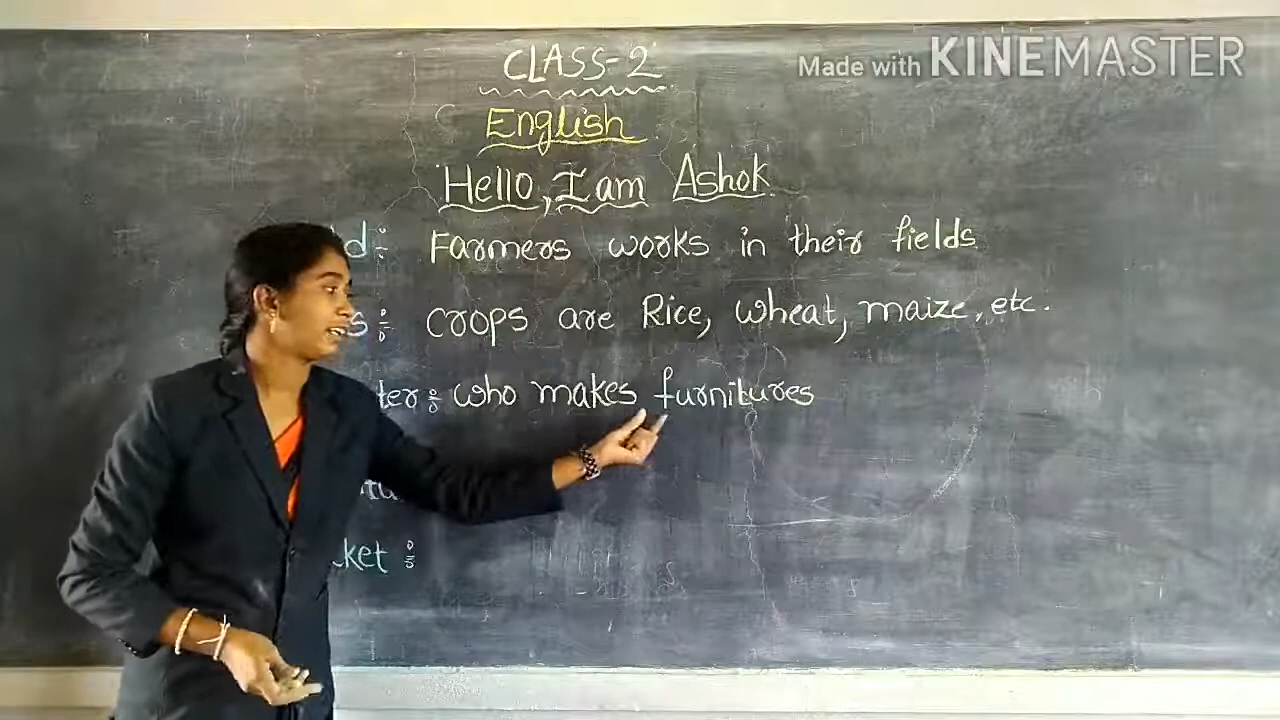 CLASS-2
Made with KINEMASTER
English
Hello, I am Ashok
d : Farmers works in their fields
s : crops are Rice, wheat, maize, etc.
ter : who makes furnitures
ket :